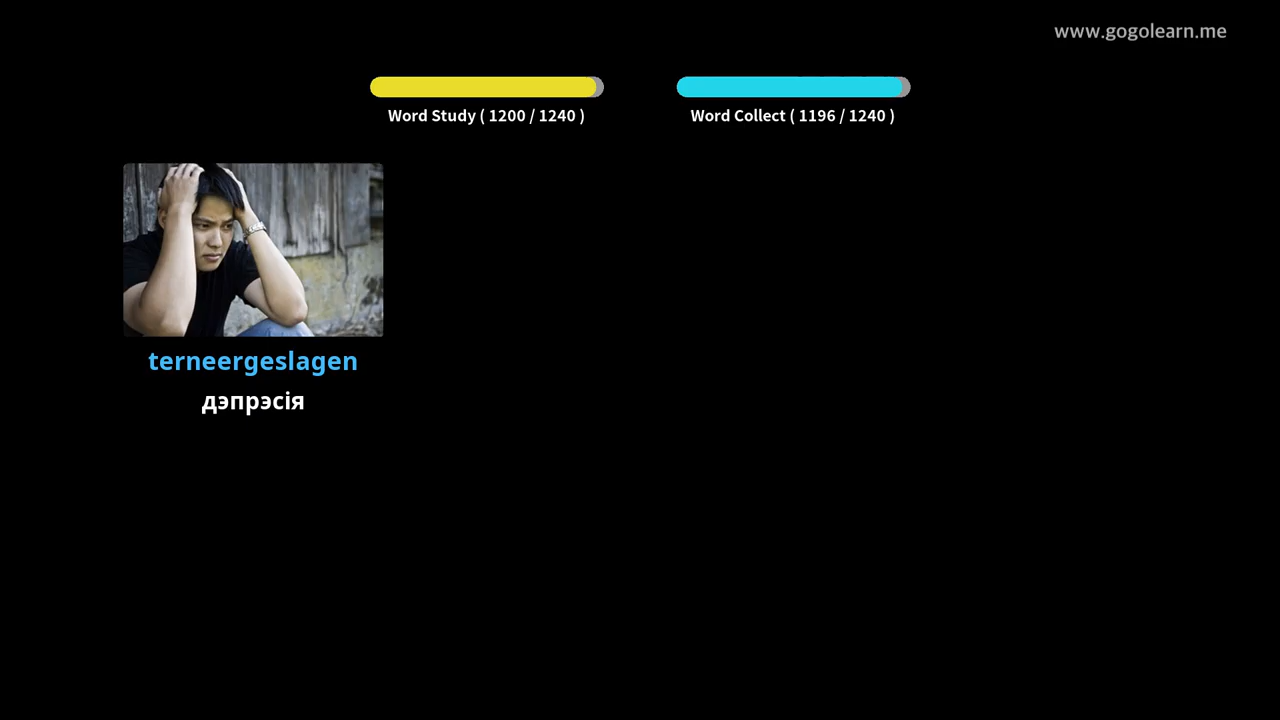 www.gogolearn.me
Word Study ( 1200 / 1240 )
Word Collect ( 1196 / 1240 )
terneergeslagen
дэпрэсія